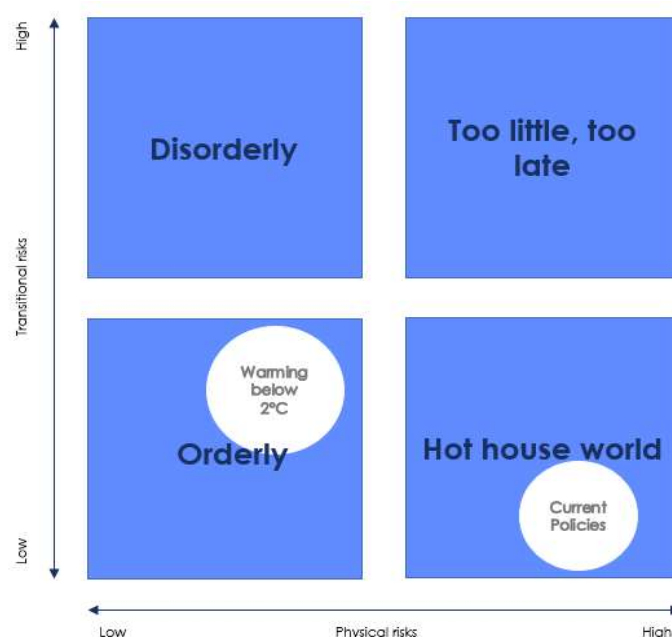 High
Disorderly
Too little, too
late
Transitional risks
Warming
below
2°C
Orderly
Hot house world
Current
Policies
Low
Low
Physical risks
High